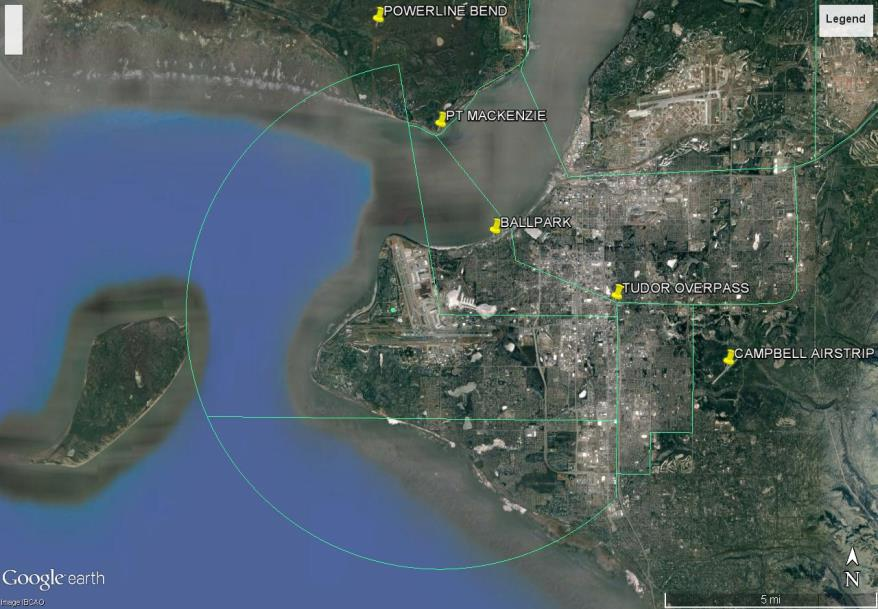 POWERLINE BEND
Legend
PT MACKENZIE
BALLPARK
TUDOR OVERPASS
CAMPBELL AIRSTRIP
Google earth
N
Image IBCAO
5 mi